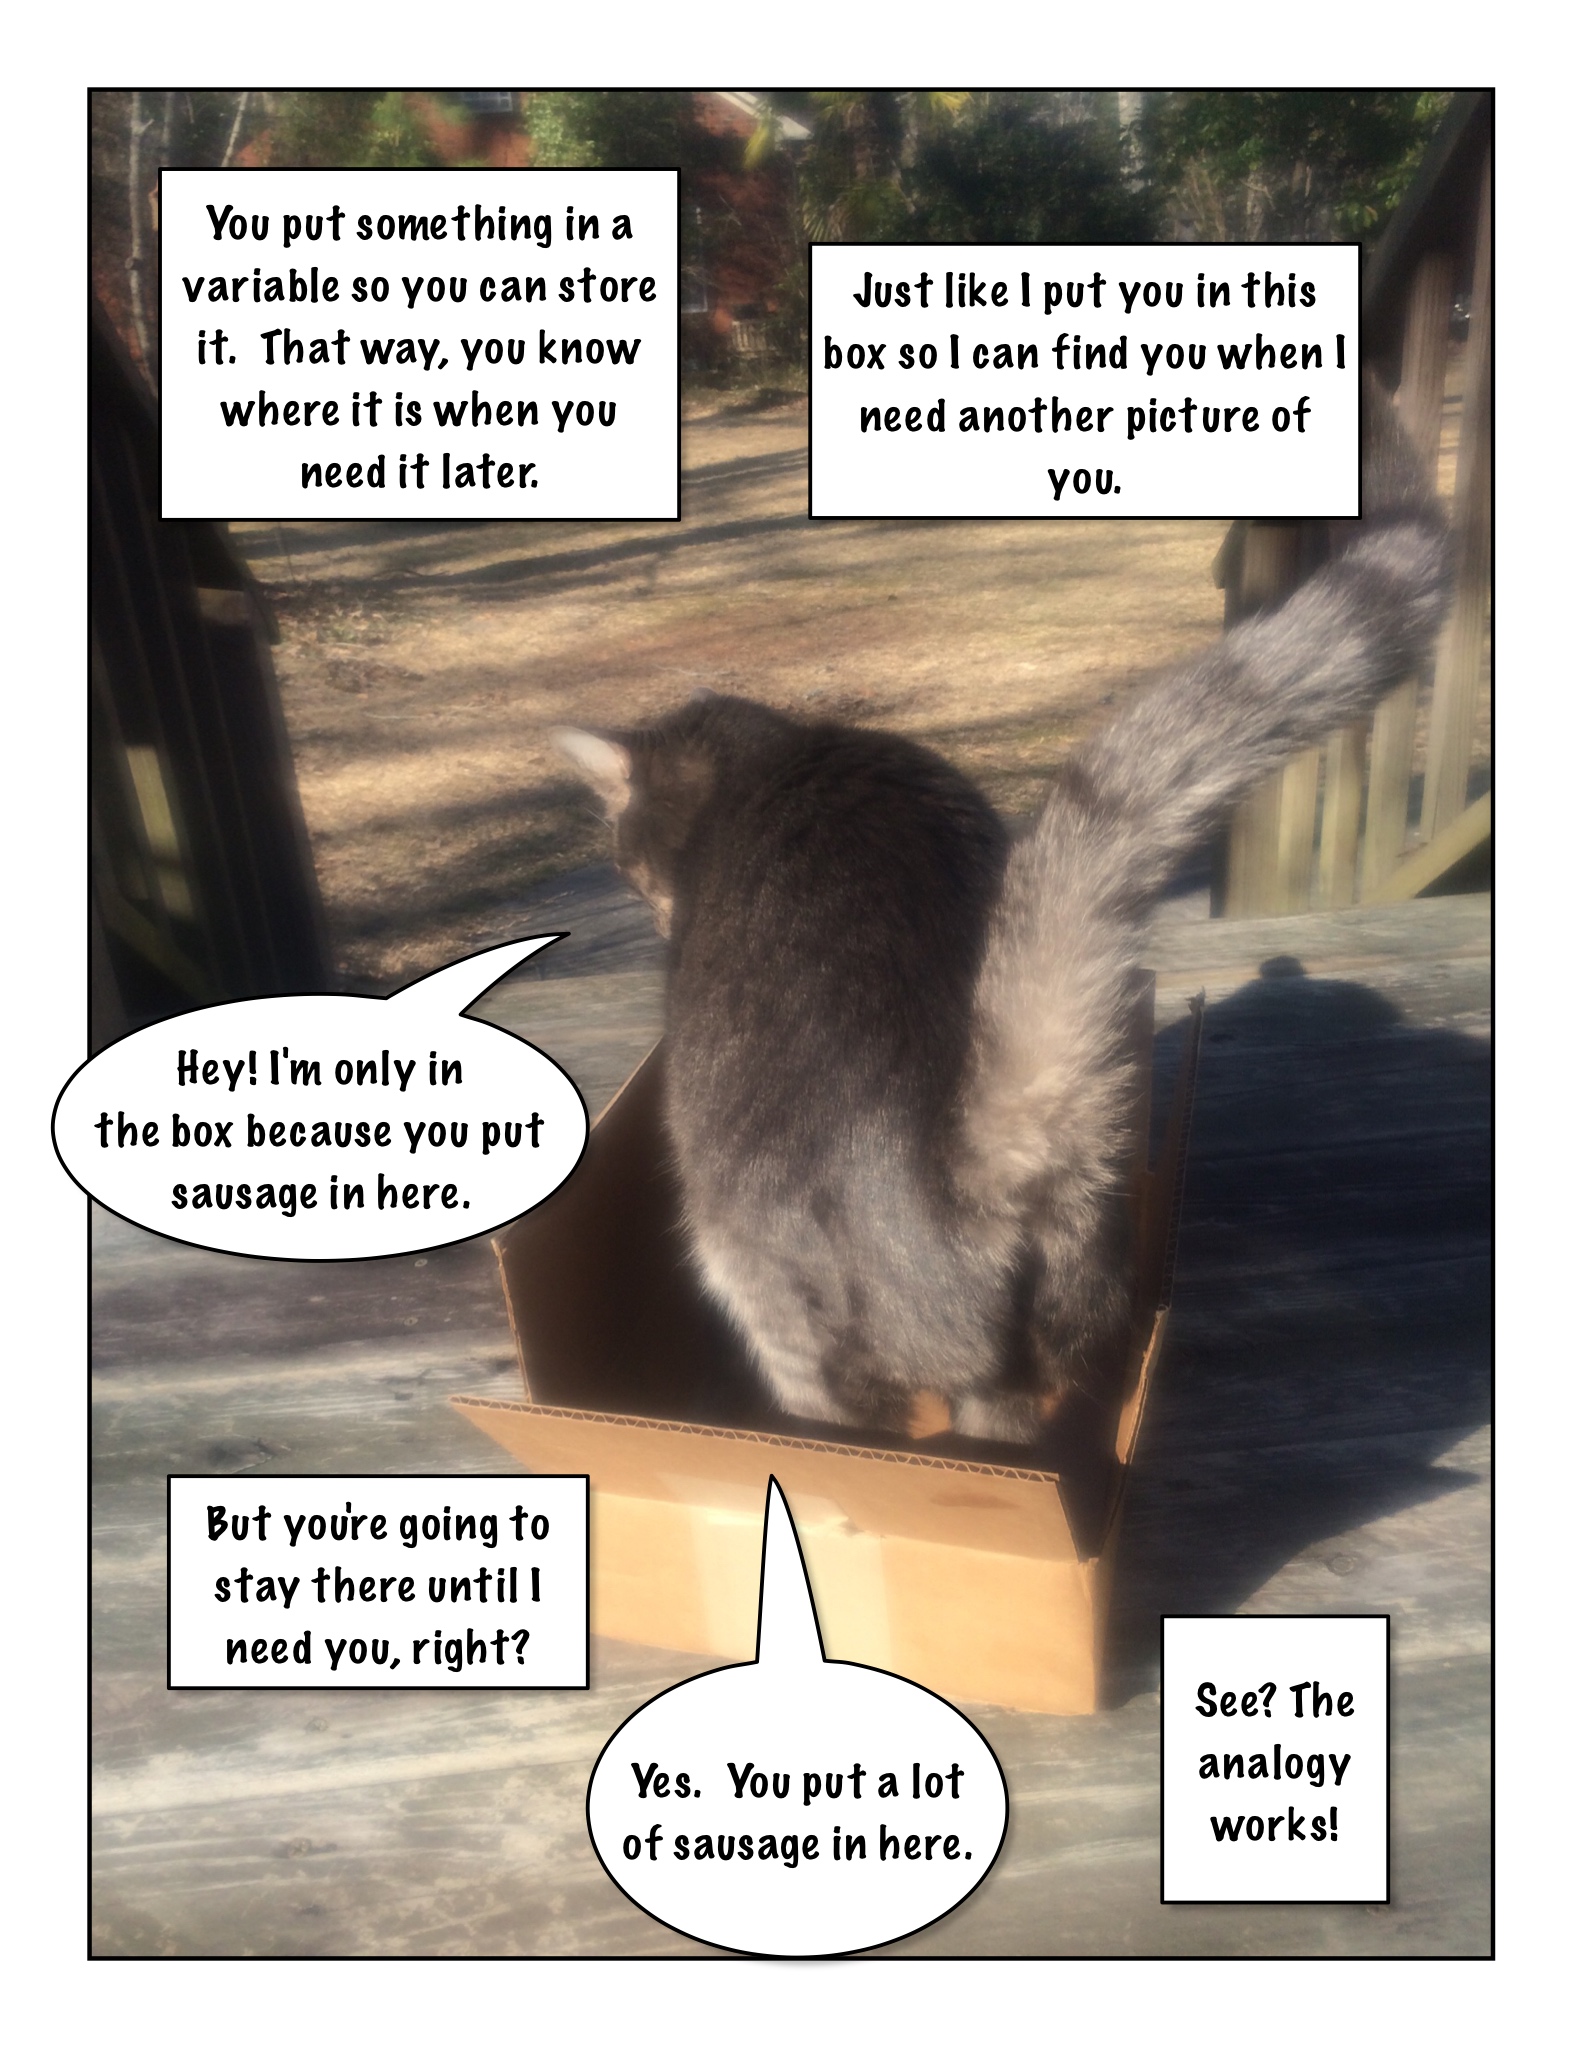 You put something in a
variable so you can store
it.  That way, you know
where it is when you
need it later.
Just like I put you in this
box so I can find you when I
need another picture of
you.
Hey! I'm only in
the box because you put
sausage in here.
But you're going to
stay there until I
need you, right?
Yes.  You put a lot
of sausage in here.
See? The
analogy
works!